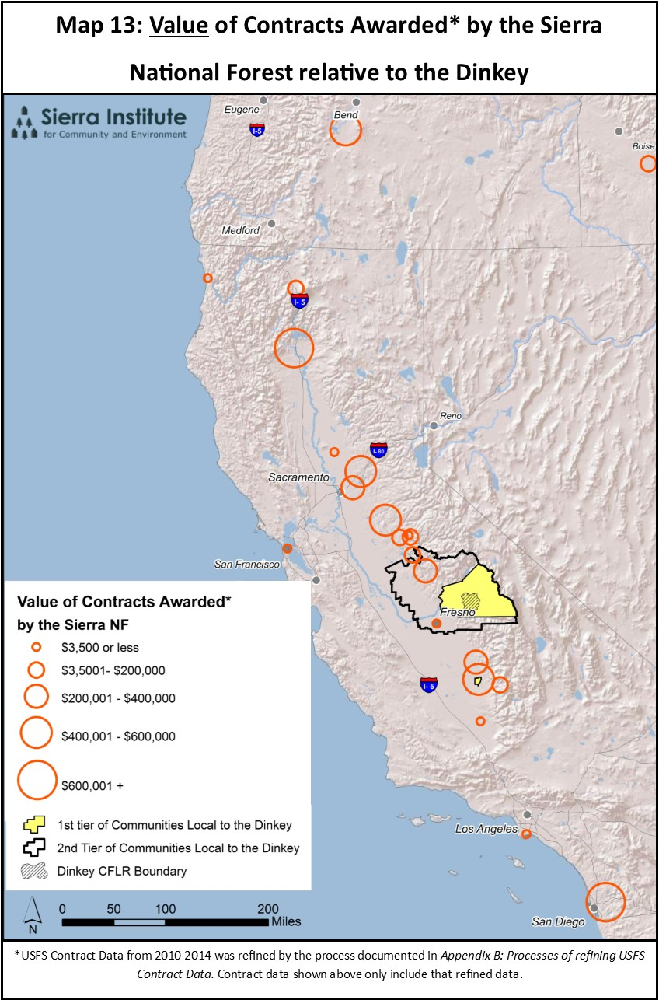 Map 13: Value of Contracts Awarded* by the Sierra
National Forest relative to the Dinkey
Sierra Institute
for Community and Environment
Eugene
Bend
I-5
Boise
Medford
I-5
Reno
I-80
Sacramento
San Francisco
Fresno
I-5
Los Angeles
San Diego
Value of Contracts Awarded*
by the Sierra NF
$3,500 or less
$3,5001- $200,000
$200,001 - $400,000
$400,001 - $600,000
$600,001 +
1st tier of Communities Local to the Dinkey
2nd Tier of Communities Local to the Dinkey
Dinkey CFLR Boundary
N
0 50 100 200
Miles
*USFS Contract Data from 2010-2014 was refined by the process documented in Appendix B: Processes of refining USFS
Contract Data. Contract data shown above only include that refined data.